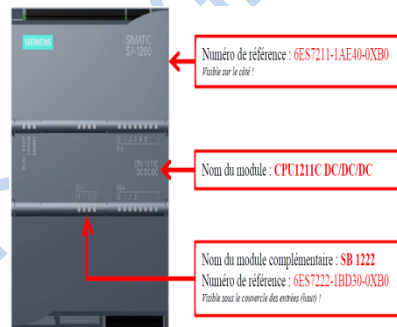 SIEMENS
SIMATIC
S7-1200
Numéro de référence : 6ES7211-1AE40-0XB0
Visible sur le côté !
CPU 1211C
DC/DC/DC
Nom du module : CPU1211C DC/DC/DC
Nom du module complémentaire : SB 1222
Numéro de référence : 6ES7222-1BD30-0XB0
Visible sous le couvercle des entrées (haut) !